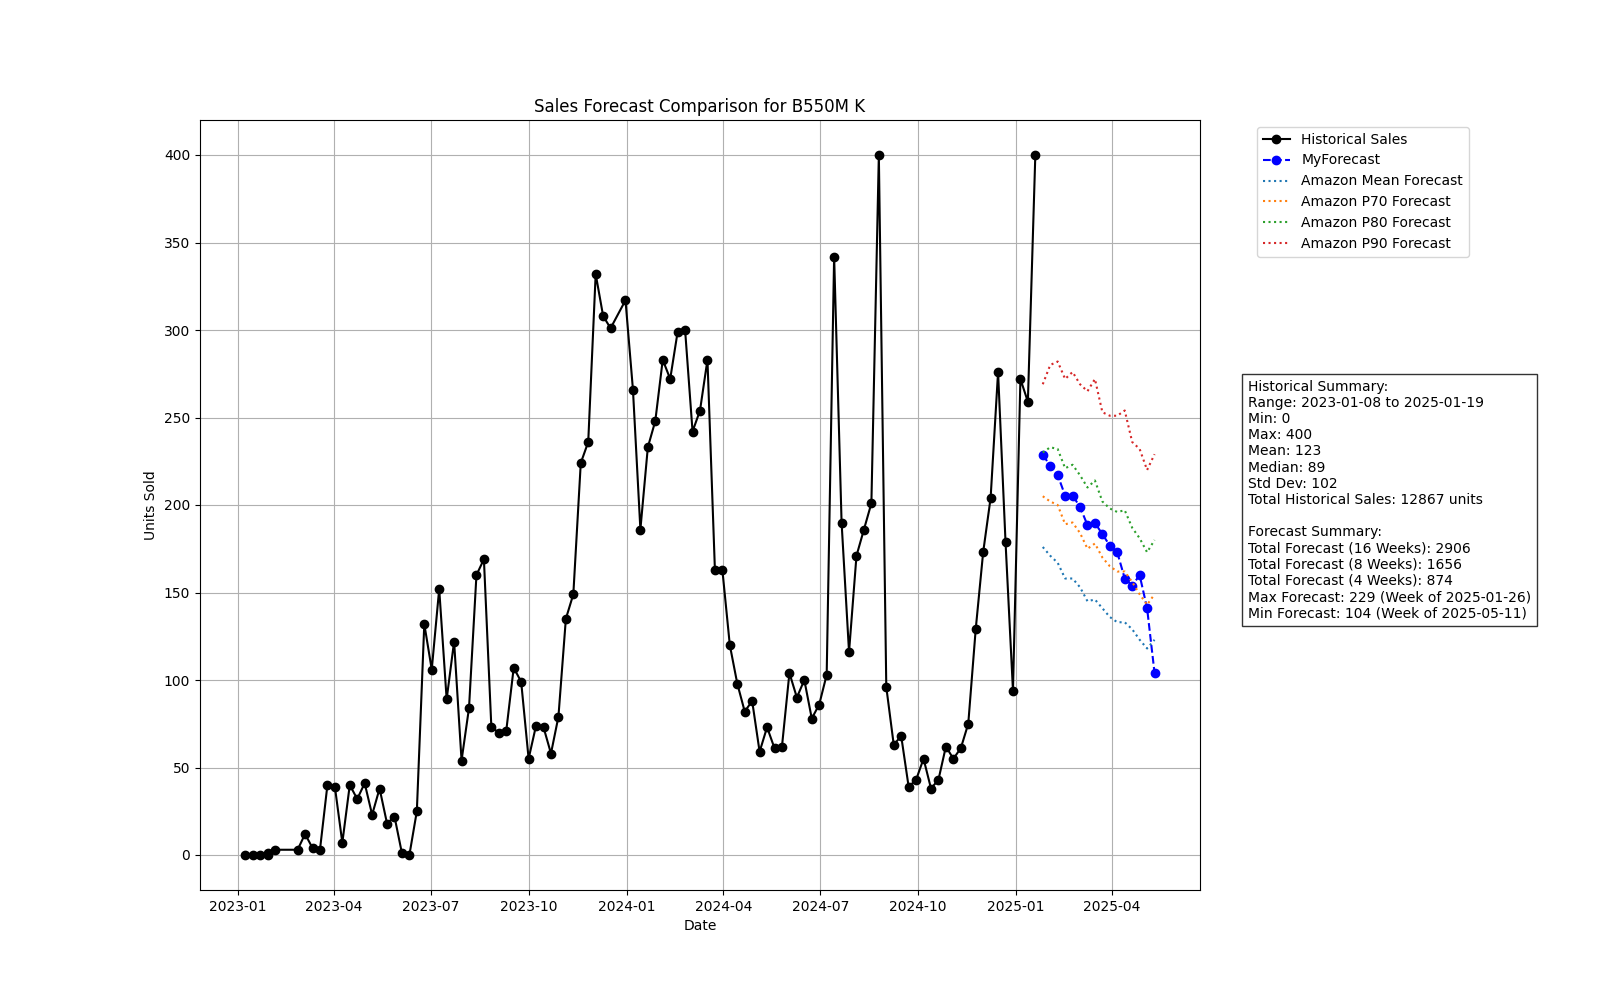 Sales Forecast Comparison for B550M K
400
350
300
250
200
150
100
50
0
Units Sold
2023-01
2023-04
2023-07
2023-10
2024-01
2024-04
2024-07
2024-10
2025-01
2025-04
Date
Historical Sales
MyForecast
Amazon Mean Forecast
Amazon P70 Forecast
Amazon P80 Forecast
Amazon P90 Forecast
Historical Summary:
Range: 2023-01-08 to 2025-01-19
Min: 0
Max: 400
Mean: 123
Median: 89
Std Dev: 102
Total Historical Sales: 12867 units
Forecast Summary:
Total Forecast (16 Weeks): 2906
Total Forecast (8 Weeks): 1656
Total Forecast (4 Weeks): 874
Max Forecast: 229 (Week of 2025-01-26)
Min Forecast: 104 (Week of 2025-05-11)